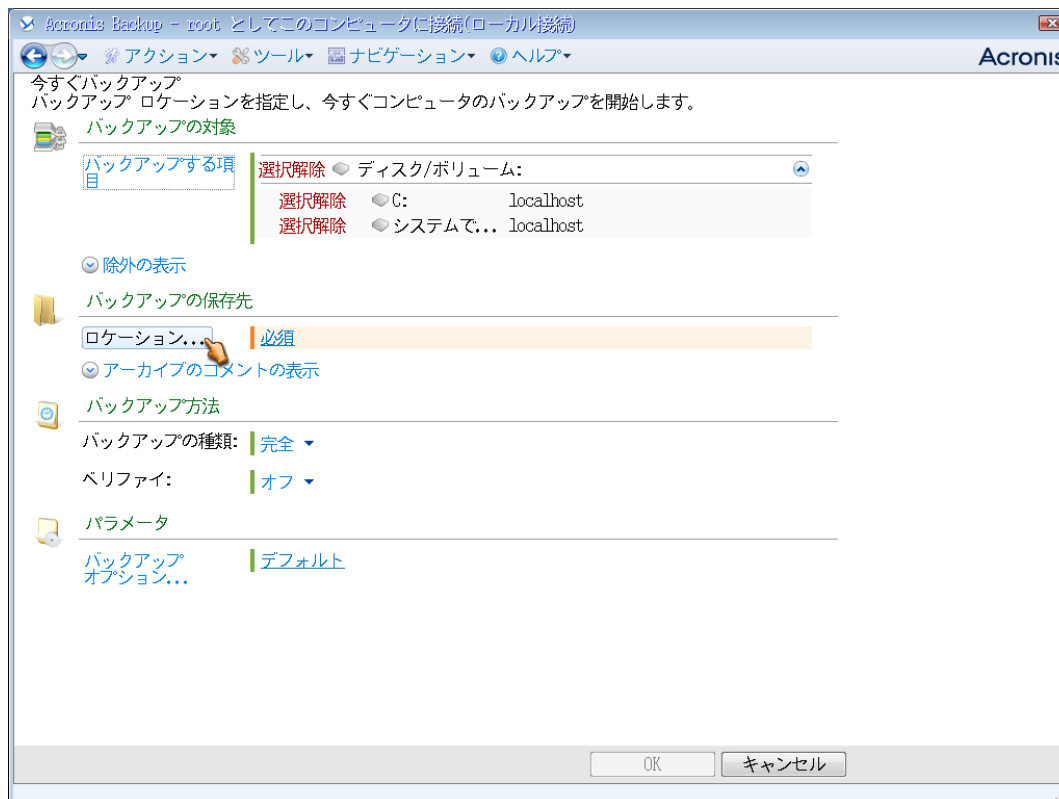 Acronis Backup - root としてこのコンピュータに接続(ローカル接続)
アクション ツール ナビゲーション ヘルプ
Acronis
今すぐバックアップ
バックアップ ロケーションを指定し、今すぐコンピュータのバックアップを開始します。
バックアップの対象
バックアップする項
目
選択解除 ディスク/ボリューム:
選択解除 C: localhost
選択解除 システムで... localhost
除外の表示
バックアップの保存先
ロケーション... 必須
アーカイブのコメントの表示
バックアップ方法
バックアップの種類: 完全
ベリファイ: オフ
パラメータ
バックアップ
オプション... デフォルト
OK キャンセル